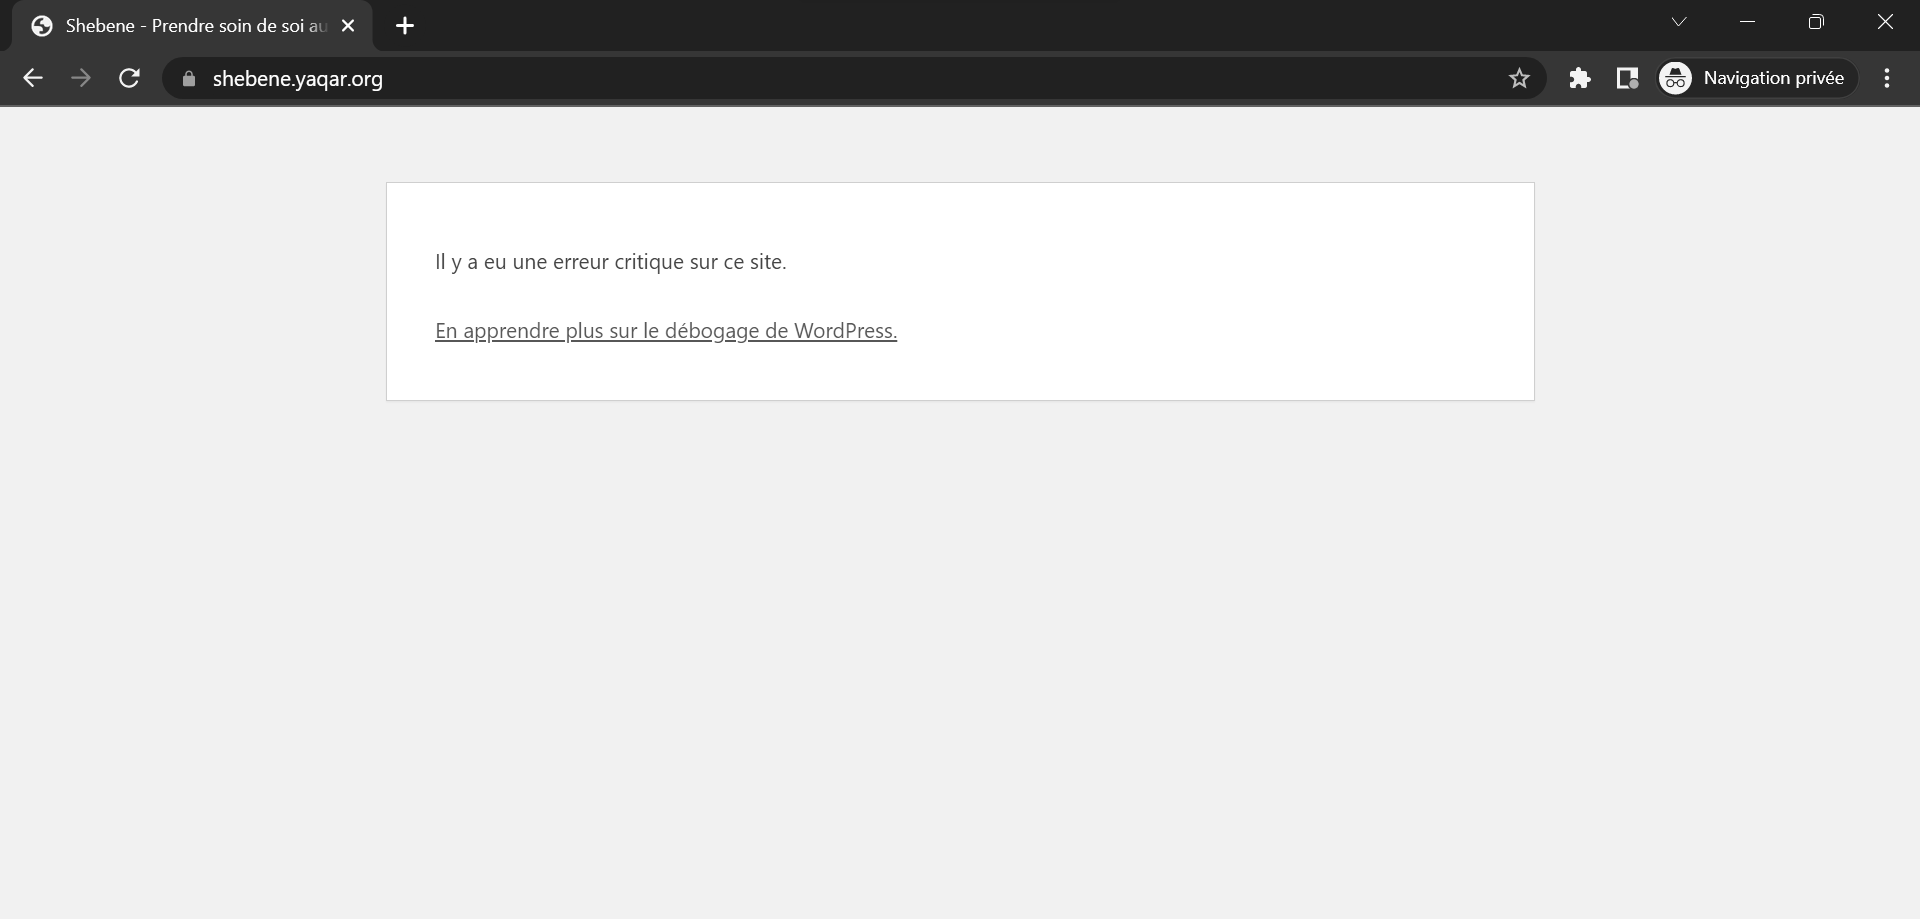 Shebene - Prendre soin de soi au
shebene.yaqar.org
Navigation privée
Il y a eu une erreur critique sur ce site.
En apprendre plus sur le débogage de WordPress.